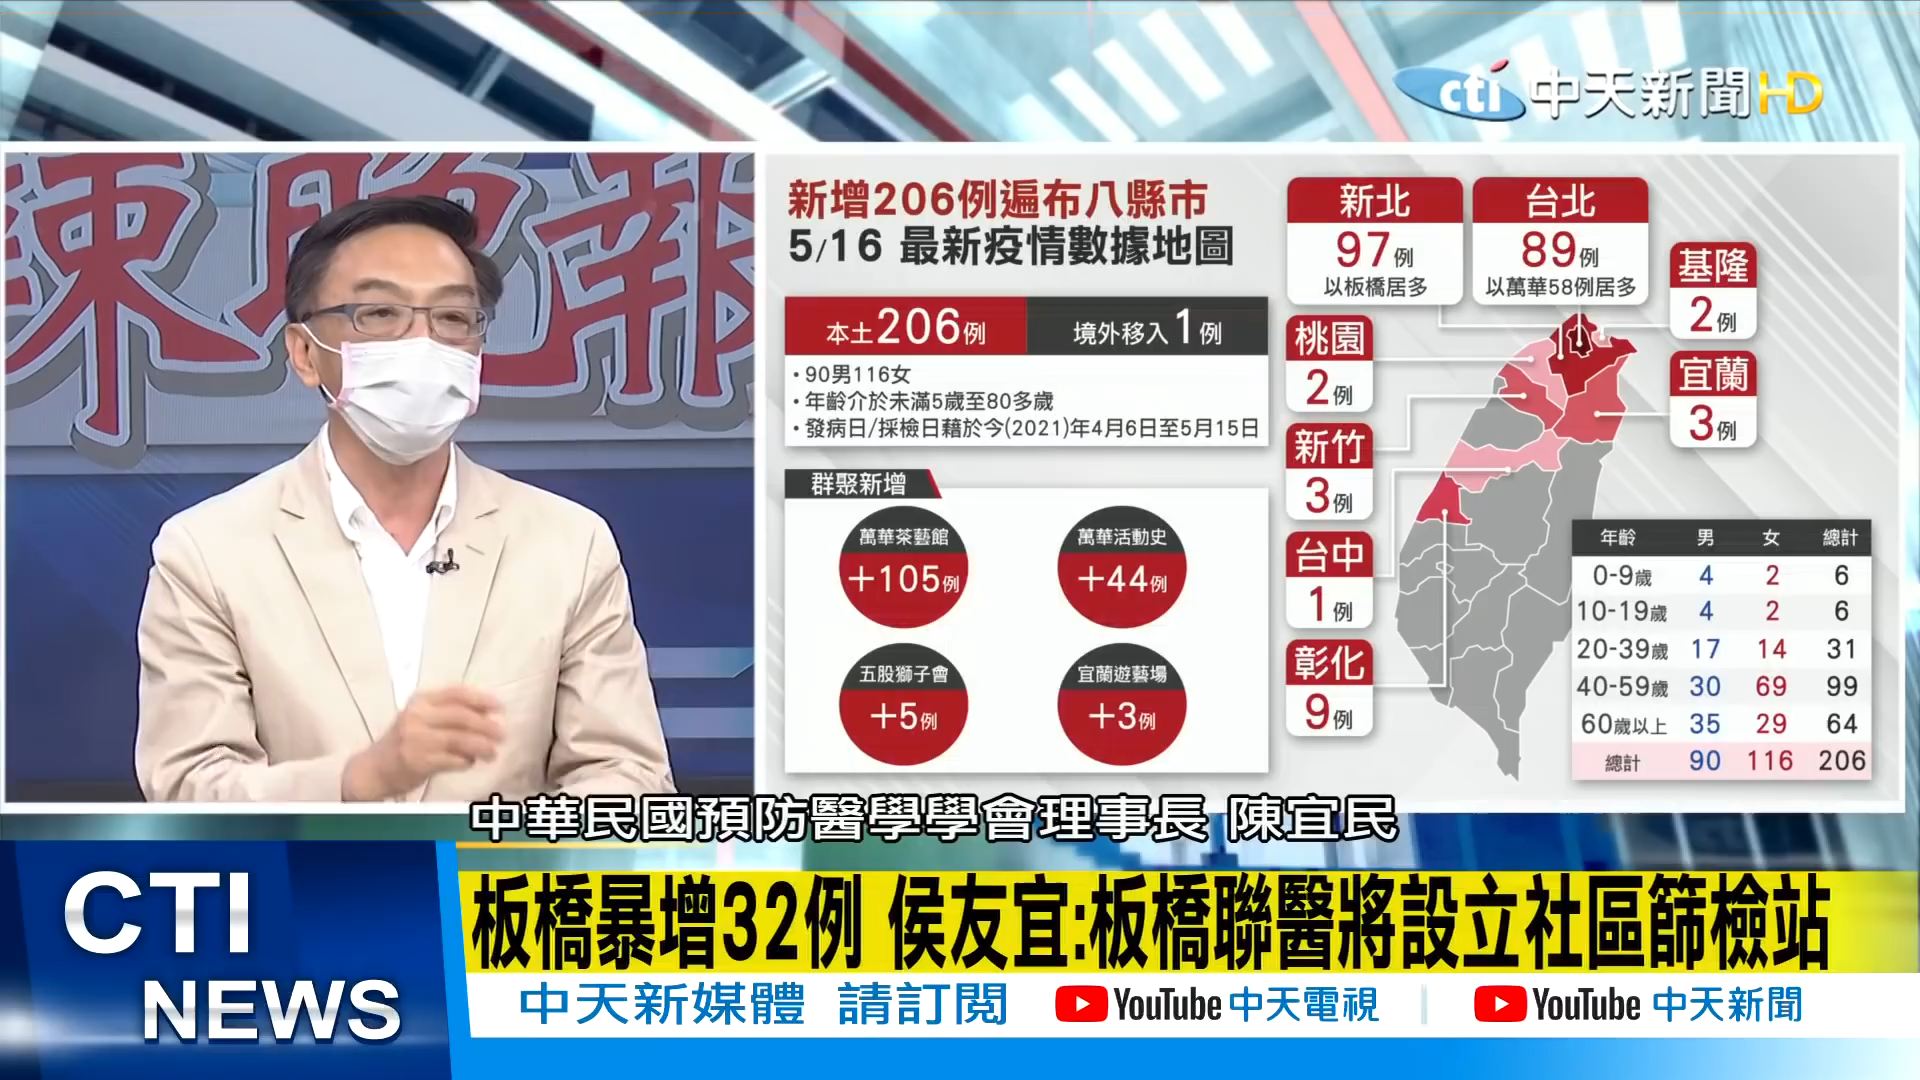 cti 中天新聞HD
新增206例遍布八縣市
5/16 最新疫情數據地圖
本土206例
境外移入1例
・90男116女
・年齡介於未滿5歲至80多歲
・發病日/採檢日藉於今(2021)年4月6日至5月15日
群聚新增
萬華茶藝館
+105例
萬華活動史
+44例
五股獅子會
+5例
宜蘭遊藝場
+3例
新北
97例
以板橋居多
台北
89例
以萬華58例居多
基隆
2例
宜蘭
3例
桃園
2例
新竹
3例
台中
1例
彰化
9例
年齡 男 女 總計
0-9歲 4 2 6
10-19歲 4 2 6
20-39歲 17 14 31
40-59歲 30 69 99
60歲以上 35 29 64
總計 90 116 206
中華民國預防醫學學會理事長 陳宜民
CTI
NEWS
板橋暴增32例 侯友宜:板橋聯醫將設立社區篩檢站
中天新媒體 請訂閱 YouTube 中天電視 | YouTube 中天新聞